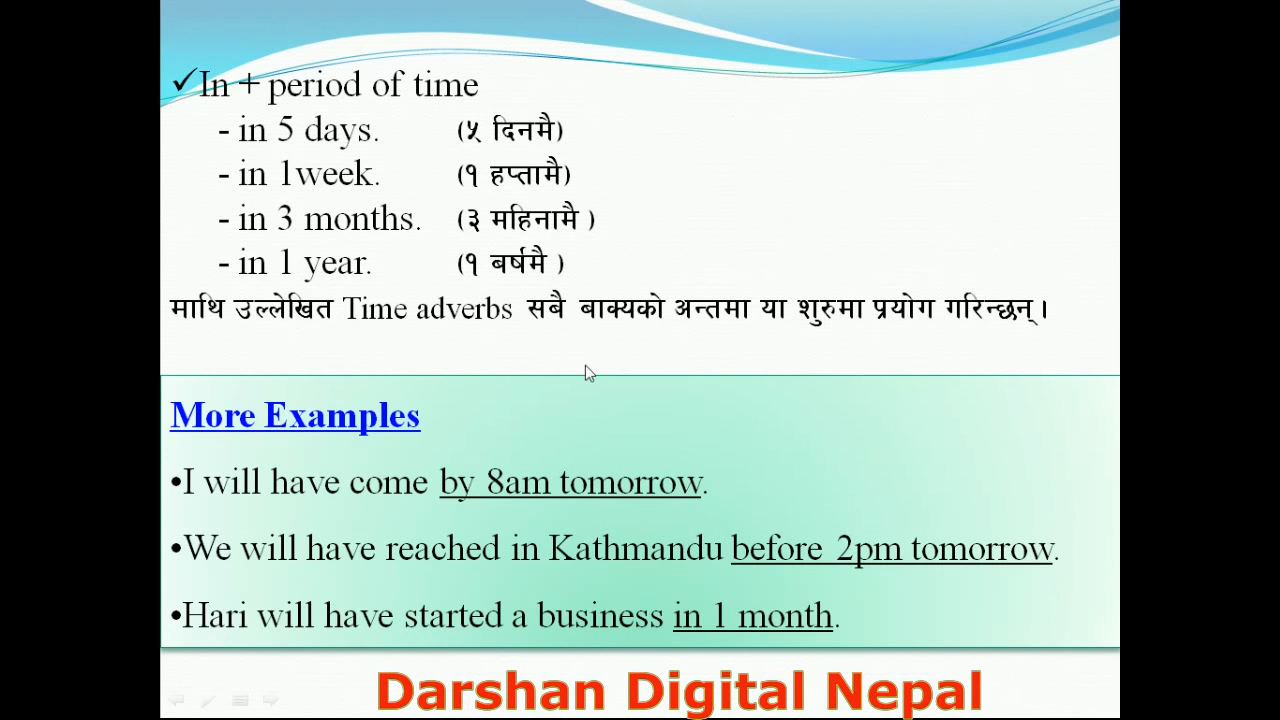 ✓In + period of time
- in 5 days. (५ दिनमै)
- in 1week. (१ हप्तामै)
- in 3 months. (३ महिनामै )
- in 1 year. (१ बर्षमै )
माथि उल्लेखित Time adverbs सबै बाक्यको अन्तमा या शुरुमा प्रयोग गरिन्छन्।
More Examples
•I will have come by 8am tomorrow.
•We will have reached in Kathmandu before 2pm tomorrow.
•Hari will have started a business in 1 month.
Darshan Digital Nepal